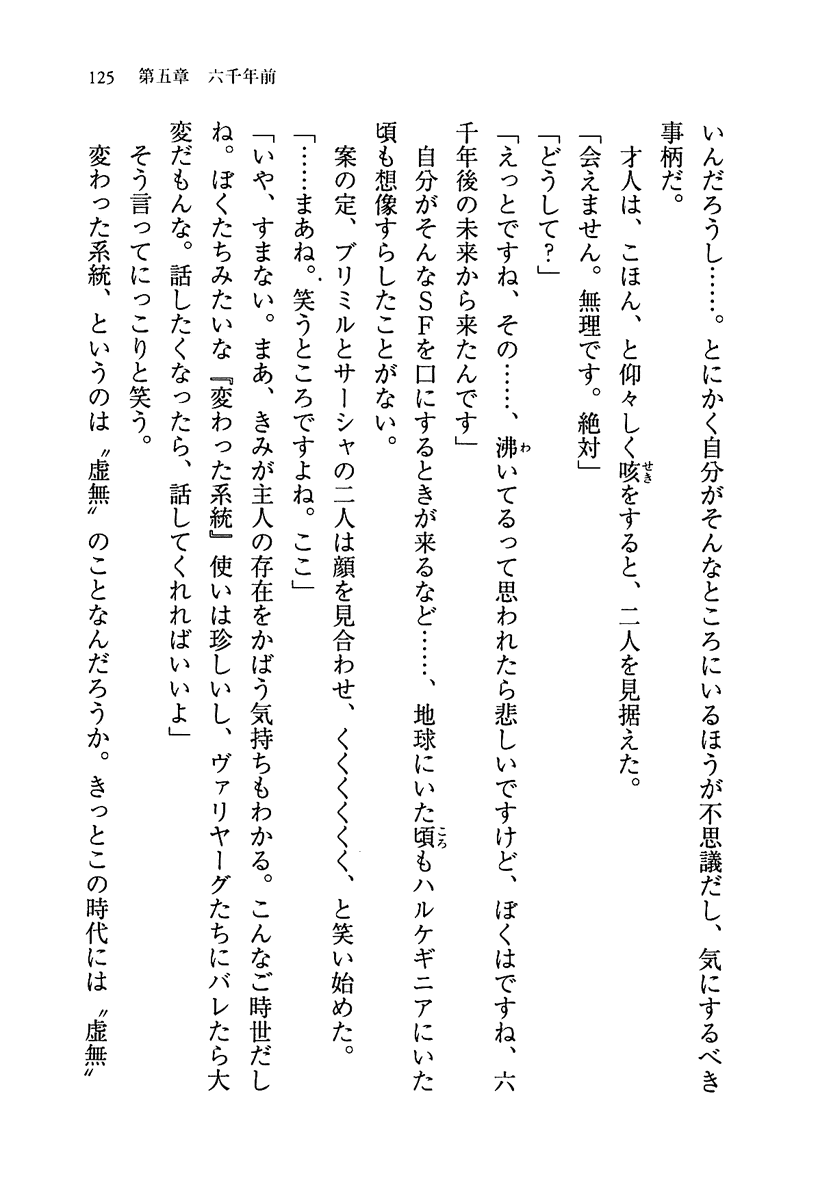 125　第五章　六千年前
いんだろうし……。とにかく自分がそんなところにいるほうが不思議だし、気にするべき
事柄だ。
　才人は、こほん、と仰々しく咳をすると、二人を見据えた。
「会えません。無理です。絶対」
「どうして？」
「えっとですね、その……、沸いてるって思われたら悲しいですけど、ぼくはですね、六
千年後の未来から来たんです」
　自分がそんなＳＦを口にするときが来るなど……、地球にいた頃もハルケギニアにいた
頃も想像すらしたことがない。
　案の定、ブリミルとサーシャの二人は顔を見合わせ、くくくくくく、と笑い始めた。
「……まあね。笑うところですよね。ここ」
「いや、すまない。まあ、きみが主人の存在をかばう気持ちもわかる。こんなご時世だし
ね。ぼくたちみたいな『変わった系統』使いは珍しいし、ヴァリヤーグたちにバレたら大
変だもんな。話したくなったら、話してくれればいいよ」
　そう言ってにっこりと笑う。
　変わった系統、というのは〝虚無〟のことなんだろうか。きっとこの時代には〝虚無〟